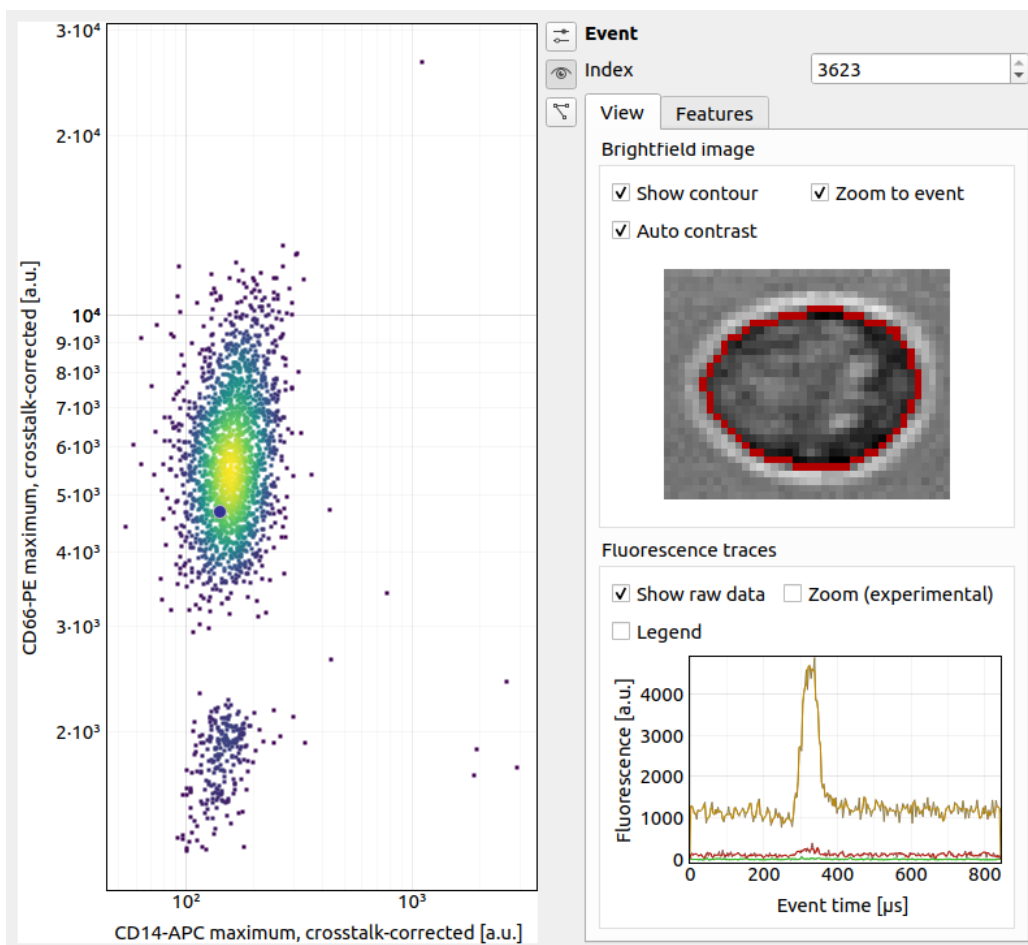 3·10⁴
2·10⁴
10⁴
9·10³
8·10³
7·10³
6·10³
5·10³
4·10³
3·10³
2·10³
CD66-PE maximum, crosstalk-corrected [a.u.]
10² 10³
CD14-APC maximum, crosstalk-corrected [a.u.]
Event
Index 3623
View Features
Brightfield image
Show contour Zoom to event
Auto contrast
Fluorescence traces
Show raw data Zoom (experimental)
Legend
Fluorescence [a.u.]
4000
3000
2000
1000
0
0 200 400 600 800
Event time [µs]